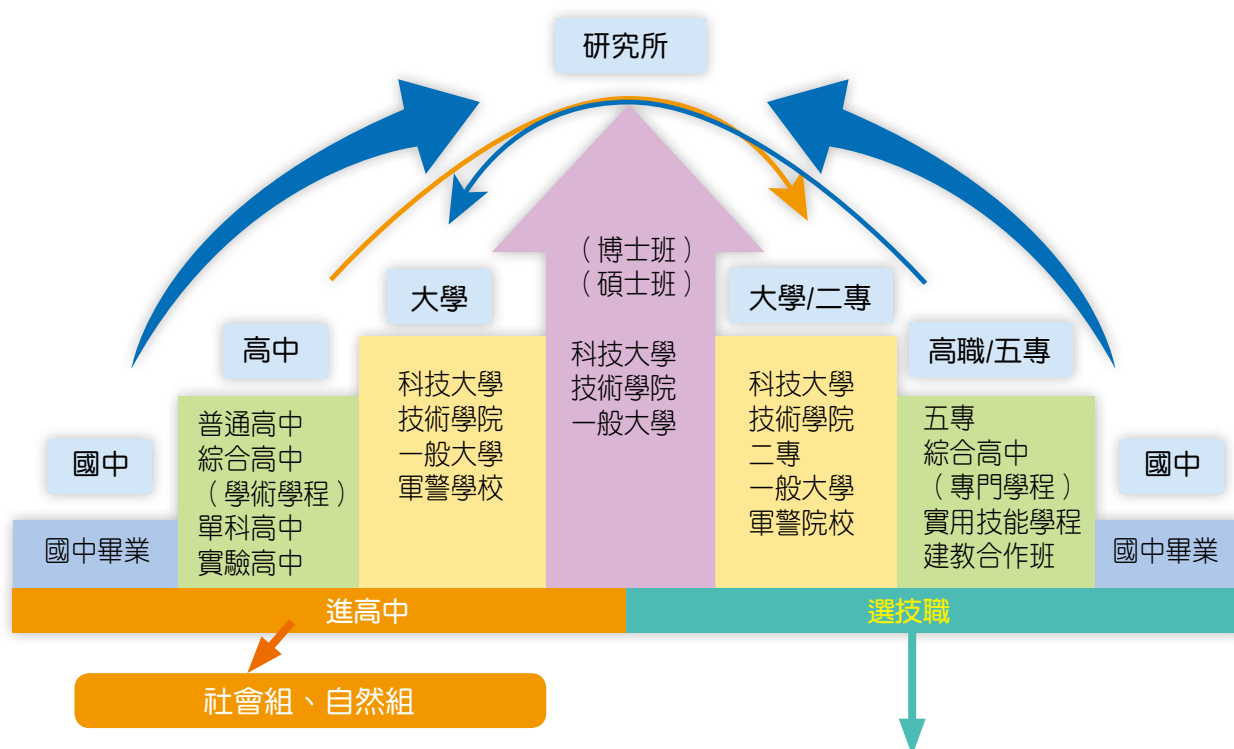 研究所
（博士班）
（碩士班）
科技大學
技術學院
一般大學
大學
科技大學
技術學院
一般大學
軍警學校
大學/二專
科技大學
技術學院
二專
一般大學
軍警院校
高中
普通高中
綜合高中
（學術學程）
單科高中
實驗高中
高職/五專
五專
綜合高中
（專門學程）
實用技能學程
建教合作班
國中
國中畢業
國中
國中畢業
進高中
選技職
社會組、自然組